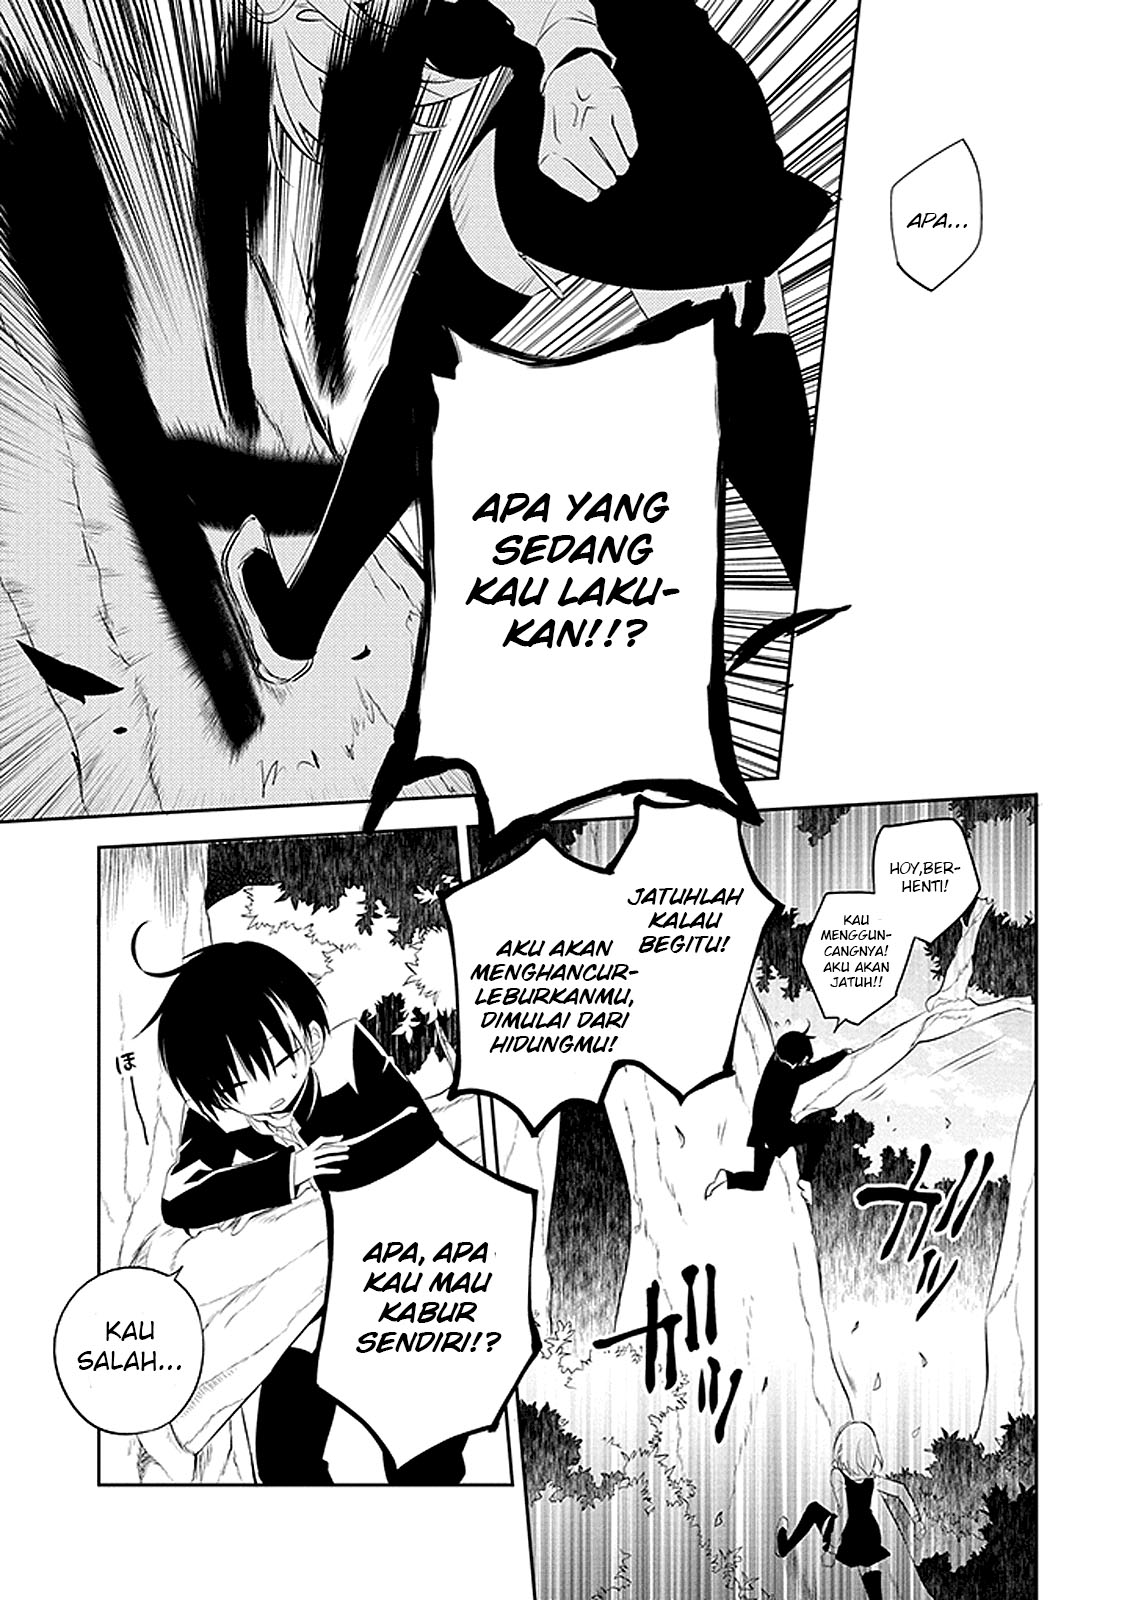 APA...
APA YANG
SEDANG
KAU LAKU-
KAN!!?
HOY,BER-
HENTI!
KAU
MENGGUN-
CANGNYA!
AKU AKAN
JATUH!!
ガッ
ガッ
JATUHLAH
KALAU
BEGITU!
AKU AKAN
MENGHANCUR-
LEBURKANMU,
DIMULAI DARI
HIDUNGMU!
ほー
APA, APA
KAU MAU
KABUR
SENDIRI!?
KAU
SALAH...